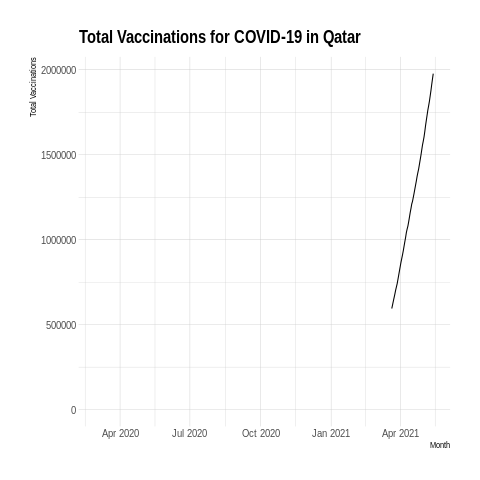 Total Vaccinations for COVID-19 in Qatar
Total Vaccinations
2000000
1500000
1000000
500000
0
Apr 2020 Jul 2020 Oct 2020 Jan 2021 Apr 2021
Month